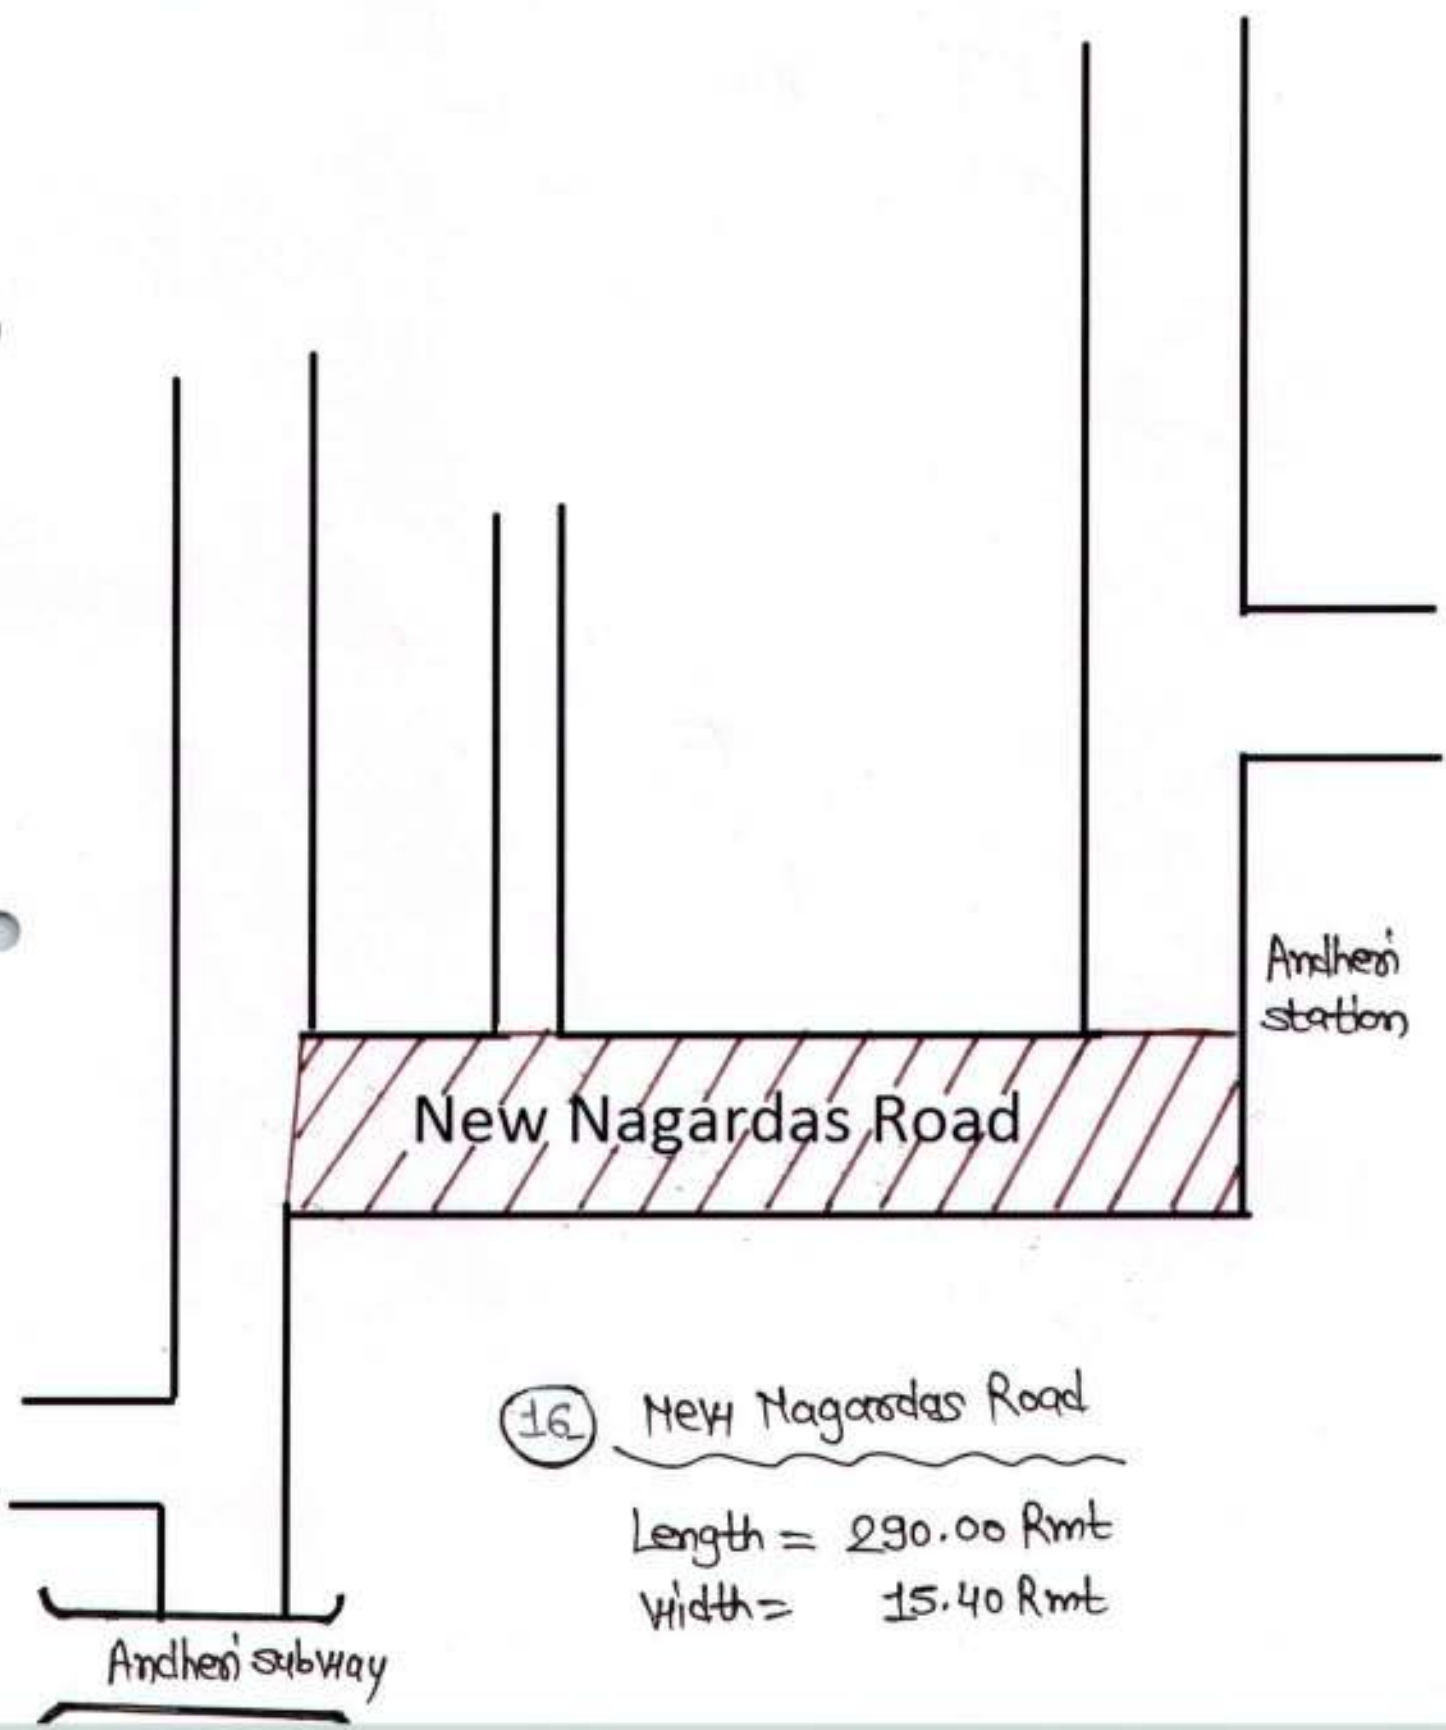 Andheri
station
New Nagardas Road
16 New Nagardas Road
Length = 290.00 Rmt
Width = 15.40 Rmt
Andheri subway